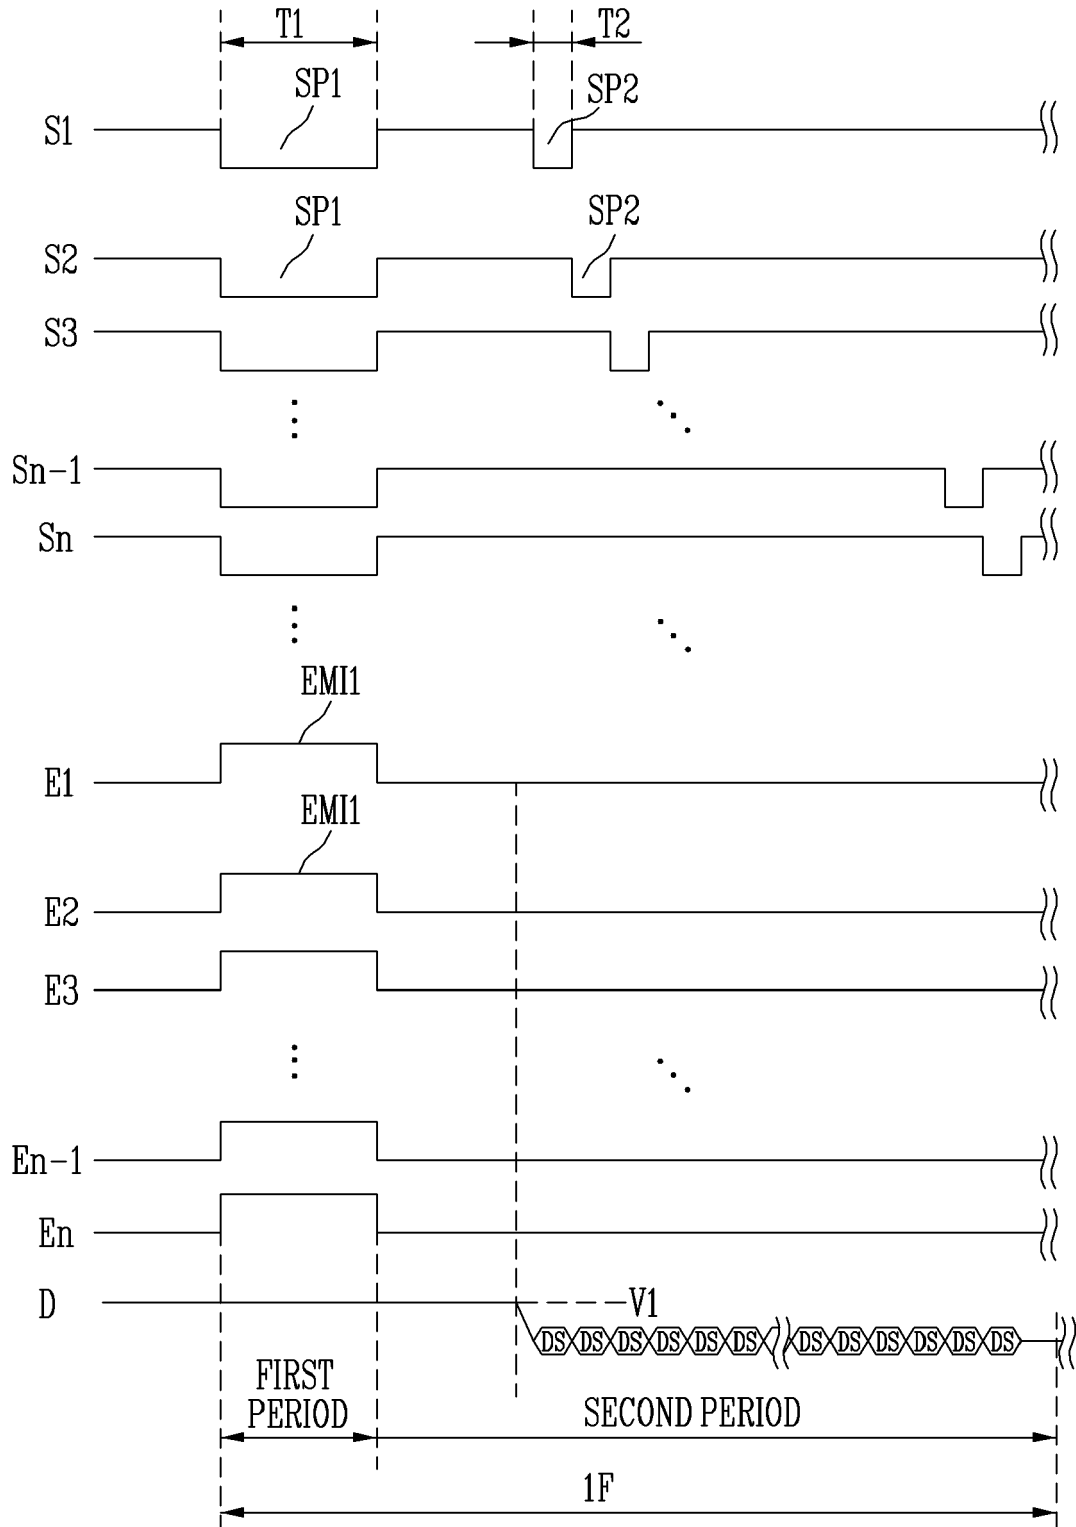 T1 T2
SP1 SP2
S1
SP1 SP2
S2
S3
Sn-1
Sn
EMI1
E1
EMI1
E2
E3
En-1
En
D V1
DS DS DS DS DS DS DS DS DS DS DS DS
FIRST
PERIOD
SECOND PERIOD
1F